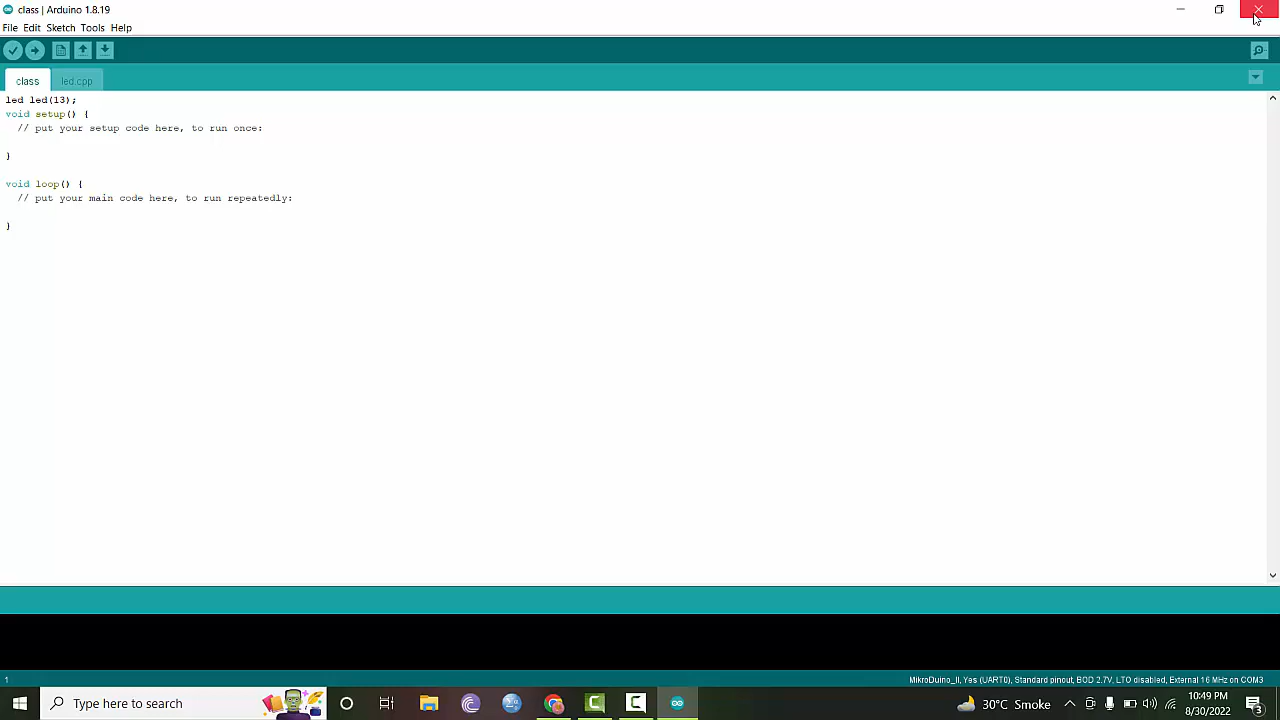 class | Arduino 1.8.19
File Edit Sketch Tools Help
class led.cpp
led led(13);
void setup() {
// put your setup code here, to run once:
}
void loop() {
// put your main code here, to run repeatedly:
}
1 MikroDuino_II, Yes (UART0), Standard pinout, BOD 2.7V, LTO disabled, External 16 MHz on COM3
Type here to search
30°C Smoke
10:49 PM
8/30/2022
3